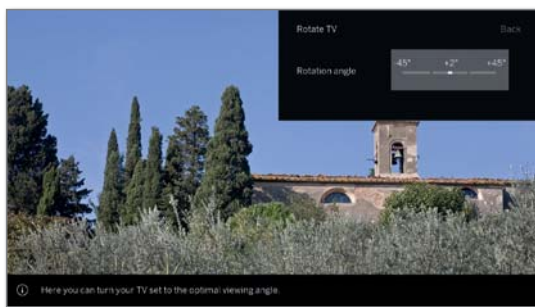 Rotate TV Back
Rotation angle -45° +2° +45°
Here you can turn your TV set to the optimal viewing angle.